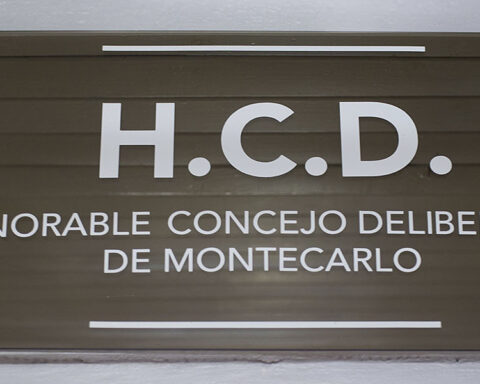 H.C.D.
NORABLE CONCEJO DELIBE
DE MONTECARLO